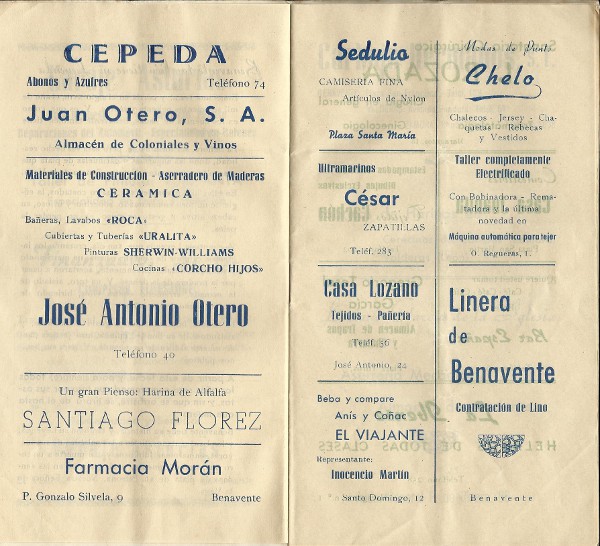 CEPEDA
Abonos y Azufres Teléfono 74
Juan Otero, S. A.
Almacén de Coloniales y Vinos
Materiales de Construcción - Aserradero de Maderas
CERAMICA
Bañeras, Lavabos «ROCA»
Cubiertas y Tuberías «URALITA»
Pinturas SHERWIN-WILLIAMS
Cocinas «CORCHO HIJOS»
José Antonio Otero
Teléfono 40
Un gran Pienso: Harina de Alfalfa
SANTIAGO FLOREZ
Farmacia Morán
P. Gonzalo Silvela, 9 Benavente
Sedulio
CAMISERIA FINA
Artículos de Nylon
Plaza Santa María
Ultramarinos
César
ZAPATILLAS
Teléf. 283
Casa Lozano
Tejidos - Pañería
Teléf. 56
José Antonio, 24
Beba y compare
Anís y Coñac
EL VIAJANTE
Representante:
Inocencio Martín
Santo Domingo, 12
Modas de Punto
Chelo
Chalecos - Jersey - Cha-
quetas - Rebecas
y Vestidos
Taller completamente
Electrificado
Con Bobinadora - Rema-
tadora y la última
novedad en
Máquina automática para tejer
O. Regueras, 1.
Linera
de
Benavente
Contratación de Lino
Benavente